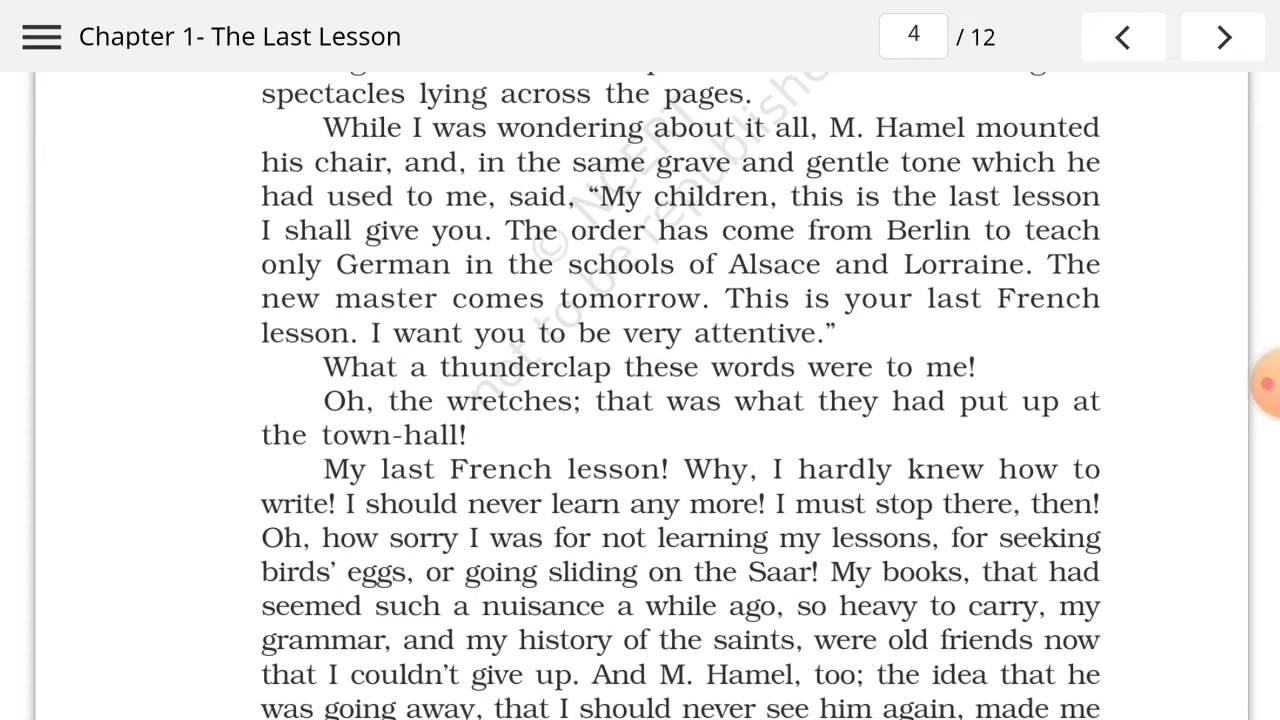 Chapter 1- The Last Lesson
4 / 12
spectacles lying across the pages.
While I was wondering about it all, M. Hamel mounted
his chair, and, in the same grave and gentle tone which he
had used to me, said, “My children, this is the last lesson
I shall give you. The order has come from Berlin to teach
only German in the schools of Alsace and Lorraine. The
new master comes tomorrow. This is your last French
lesson. I want you to be very attentive.”
What a thunderclap these words were to me!
Oh, the wretches; that was what they had put up at
the town-hall!
My last French lesson! Why, I hardly knew how to
write! I should never learn any more! I must stop there, then!
Oh, how sorry I was for not learning my lessons, for seeking
birds’ eggs, or going sliding on the Saar! My books, that had
seemed such a nuisance a while ago, so heavy to carry, my
grammar, and my history of the saints, were old friends now
that I couldn’t give up. And M. Hamel, too; the idea that he
was going away, that I should never see him again, made me
© NCERT
not to be republished